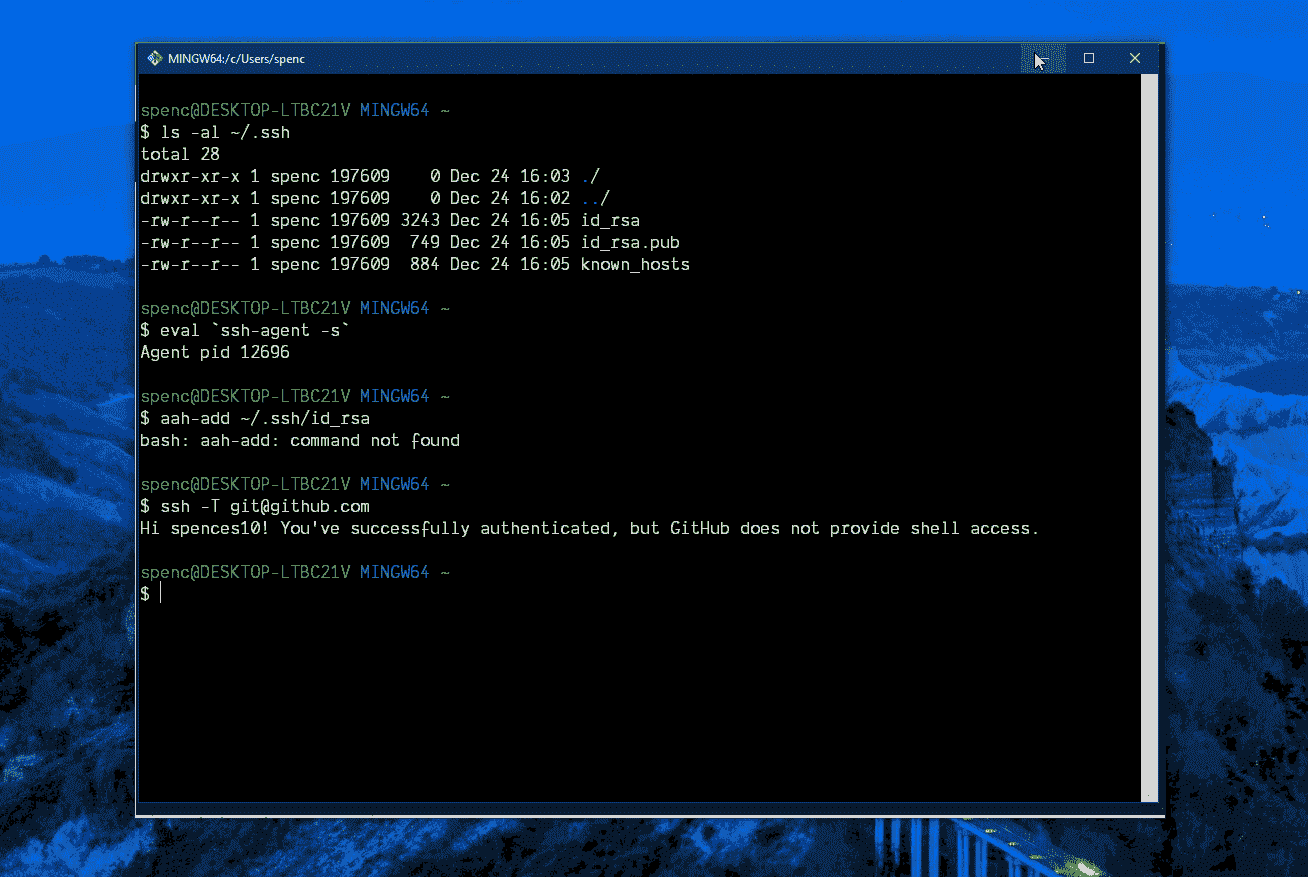 MINGW64:/c/Users/spenc
spenc@DESKTOP-LTBC21V MINGW64 ~
$ ls -al ~/.ssh
total 28
drwxr-xr-x 1 spenc 197609    0 Dec 24 16:03 ./
drwxr-xr-x 1 spenc 197609    0 Dec 24 16:02 ../
-rw-r--r-- 1 spenc 197609 3243 Dec 24 16:05 id_rsa
-rw-r--r-- 1 spenc 197609  749 Dec 24 16:05 id_rsa.pub
-rw-r--r-- 1 spenc 197609  884 Dec 24 16:05 known_hosts
spenc@DESKTOP-LTBC21V MINGW64 ~
$ eval `ssh-agent -s`
Agent pid 12696
spenc@DESKTOP-LTBC21V MINGW64 ~
$ aah-add ~/.ssh/id_rsa
bash: aah-add: command not found
spenc@DESKTOP-LTBC21V MINGW64 ~
$ ssh -T git@github.com
Hi spences10! You've successfully authenticated, but GitHub does not provide shell access.
spenc@DESKTOP-LTBC21V MINGW64 ~
$